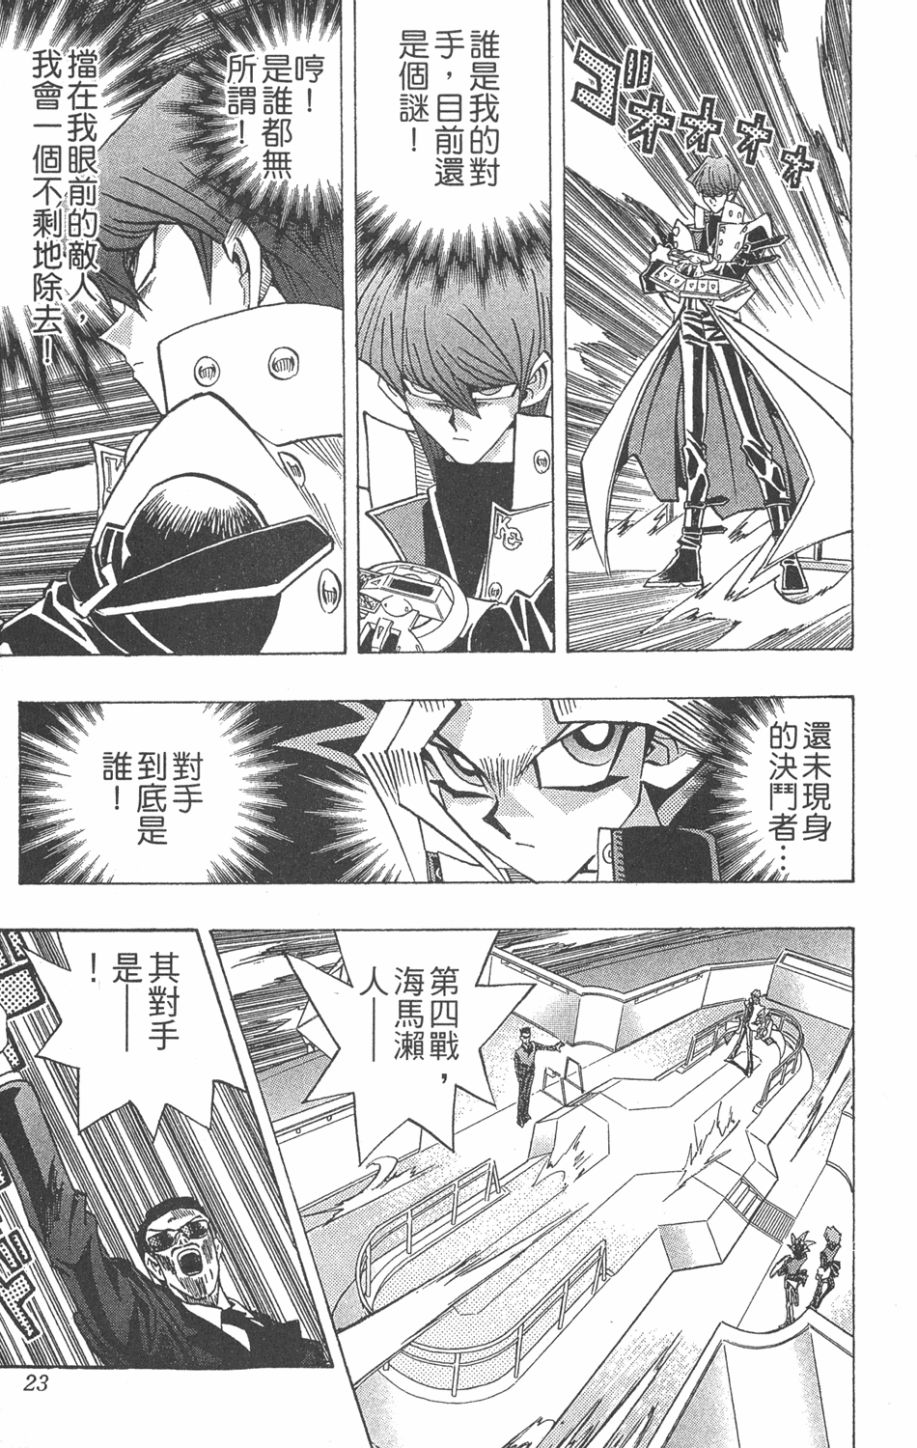 ゴオオオオ
誰是我的對
手，目前還
是個謎！
哼！
是誰都無
所謂！
擋在我眼前的敵人，
我會一個不剩地除去！
KC
還未現身
的決鬥者…
對手
到底是
誰！
第四戰，
海馬瀨
人——
其對手
是——
！
23